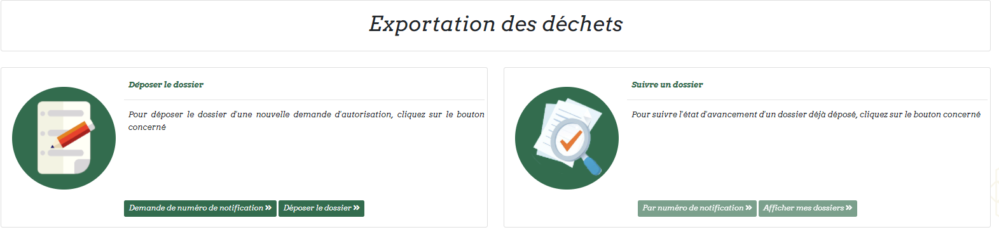 Exportation des déchets
Déposer le dossier
Pour déposer le dossier d'une nouvelle demande d'autorisation, cliquez sur le bouton
concerné
Demande de numéro de notification »
Déposer le dossier »
Suivre un dossier
Pour suivre l'état d'avancement d'un dossier déjà déposé, cliquez sur le bouton concerné
Par numéro de notification »
Afficher mes dossiers »